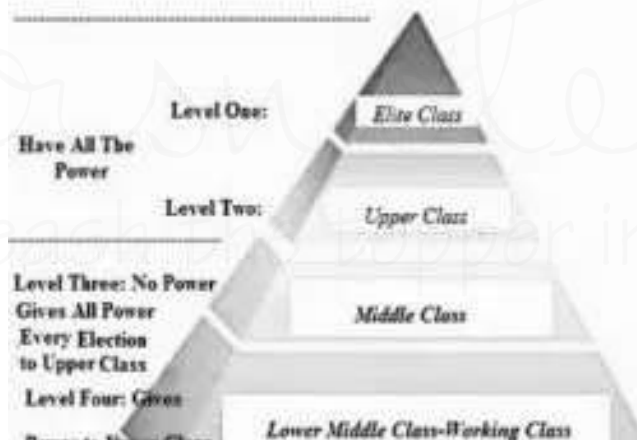 Level One:
Elite Class
Have All The
Power
Level Two:
Upper Class
Level Three: No Power
Gives All Power
Every Election
to Upper Class
Middle Class
Level Four: Gives
Lower Middle Class-Working Class